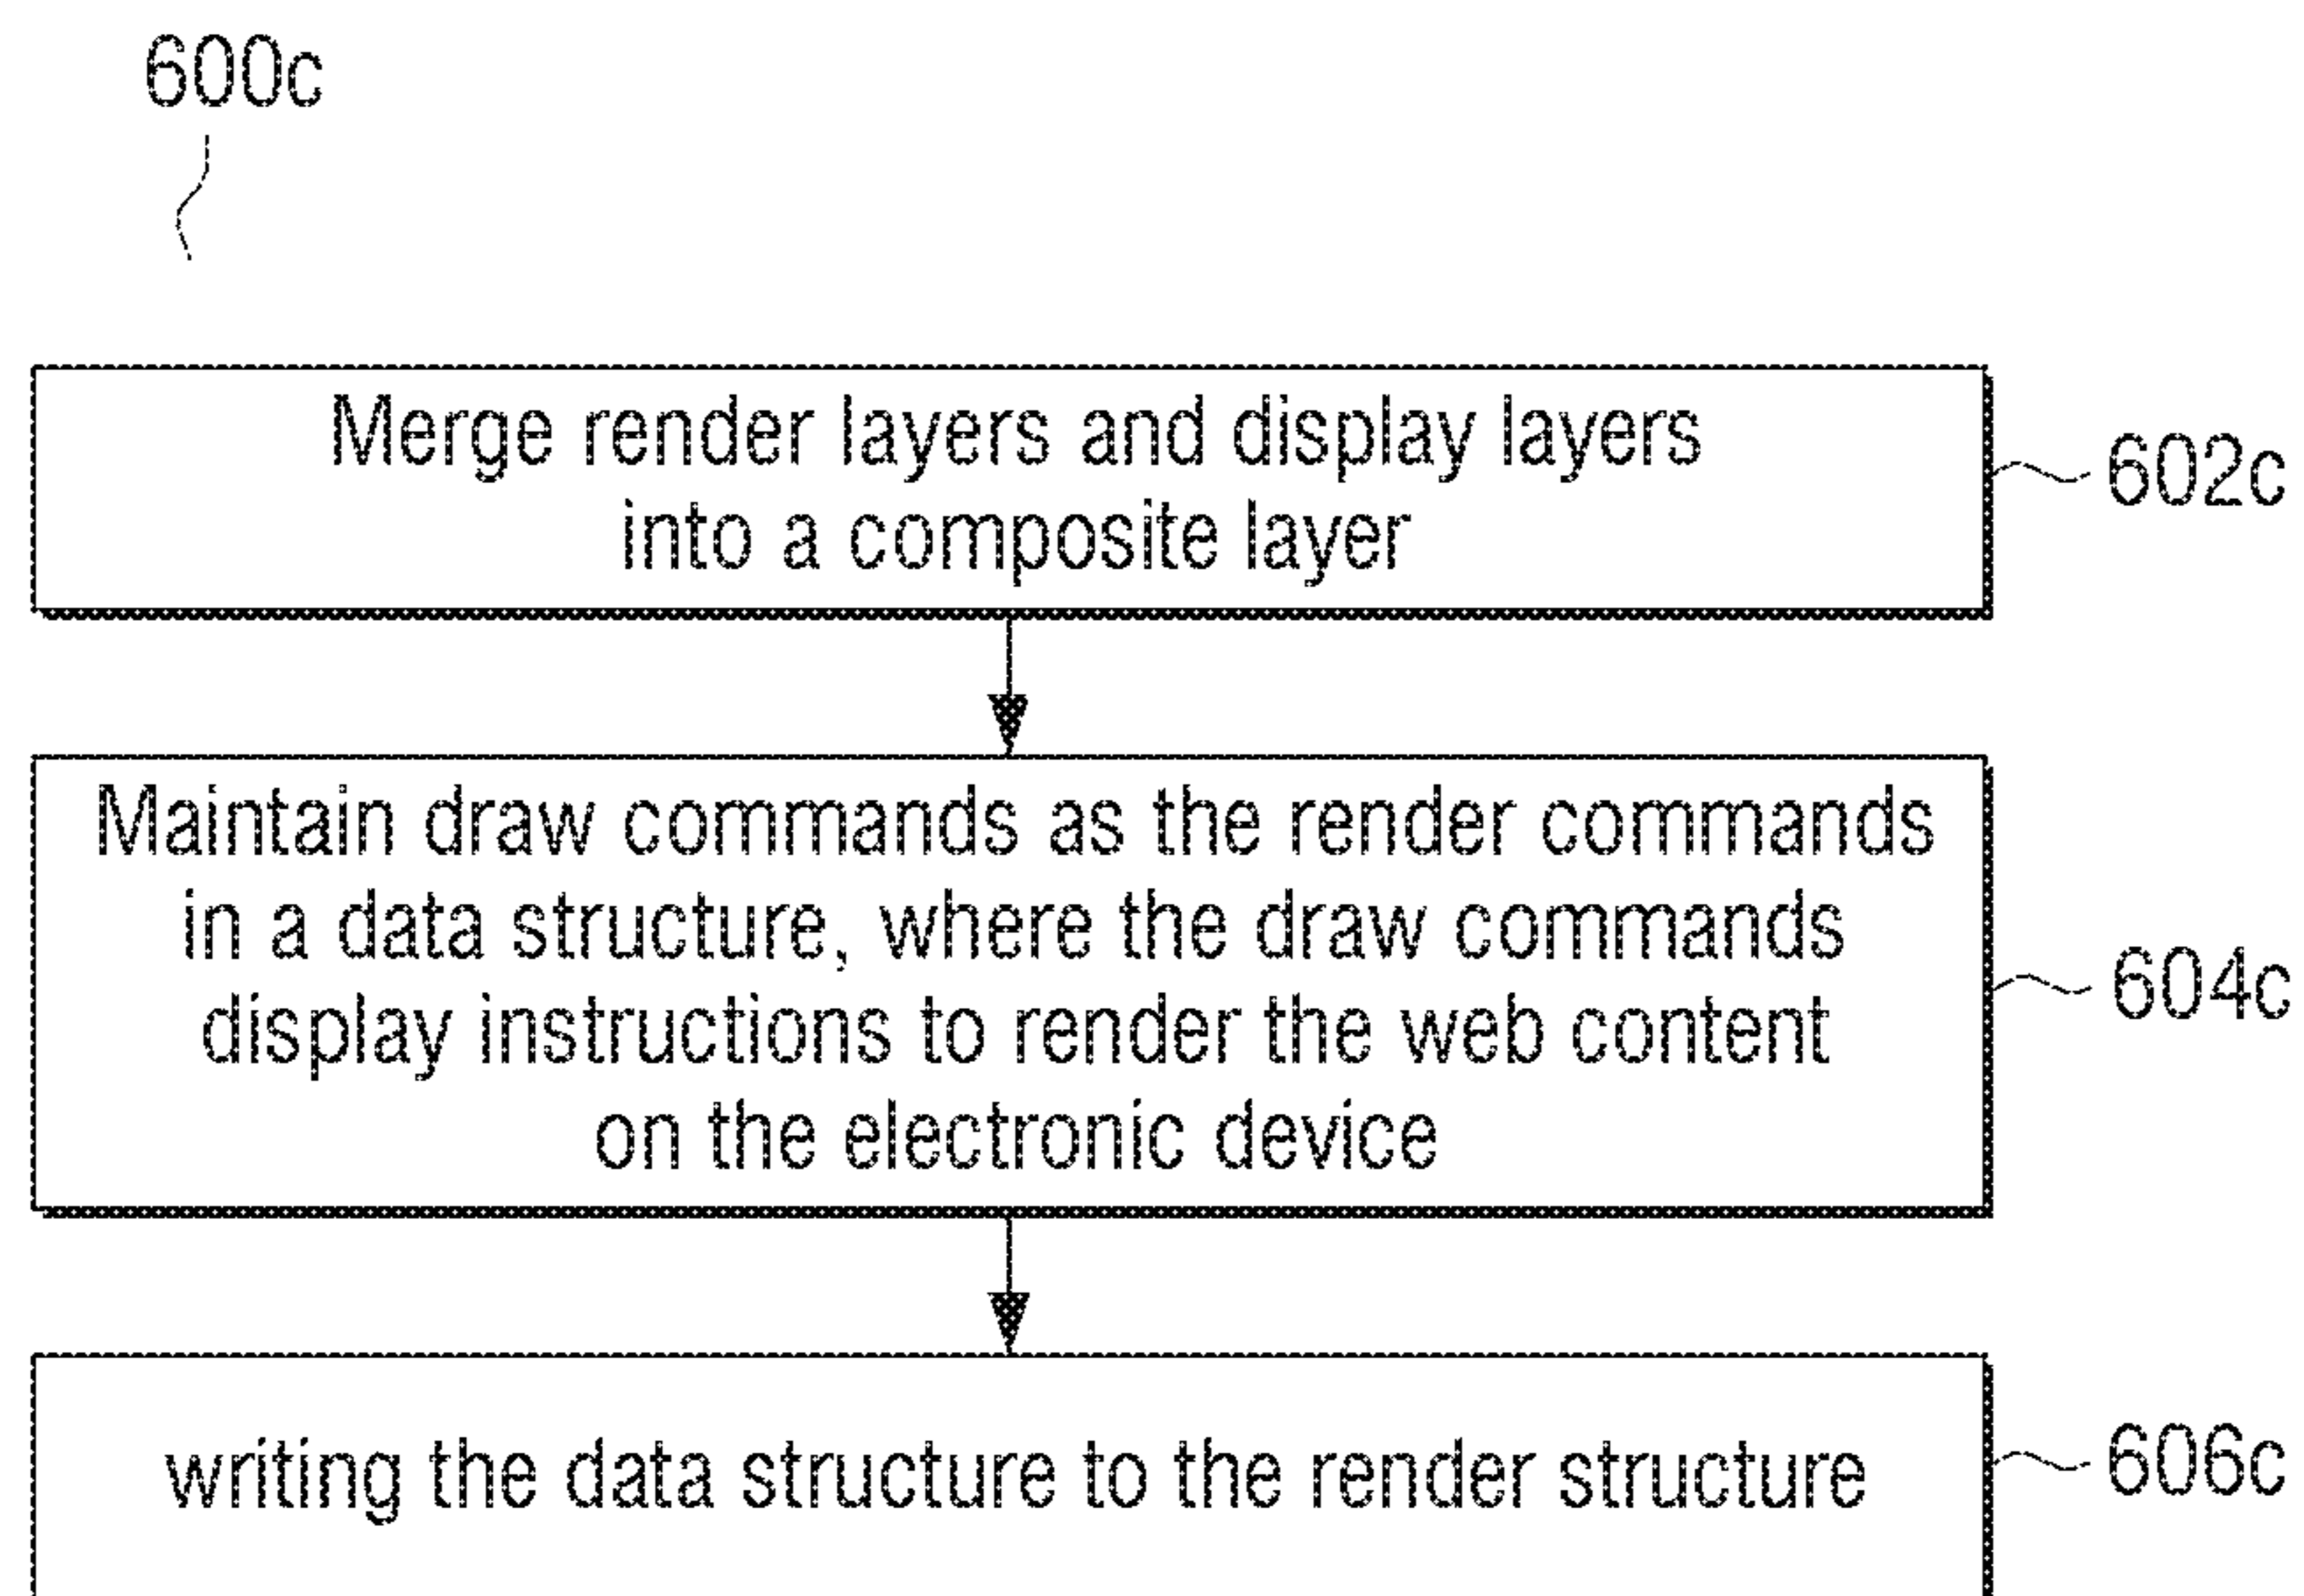 600c
Merge render layers and display layers
into a composite layer
602c
Maintain draw commands as the render commands
in a data structure, where the draw commands
display instructions to render the web content
on the electronic device
604c
writing the data structure to the render structure
606c